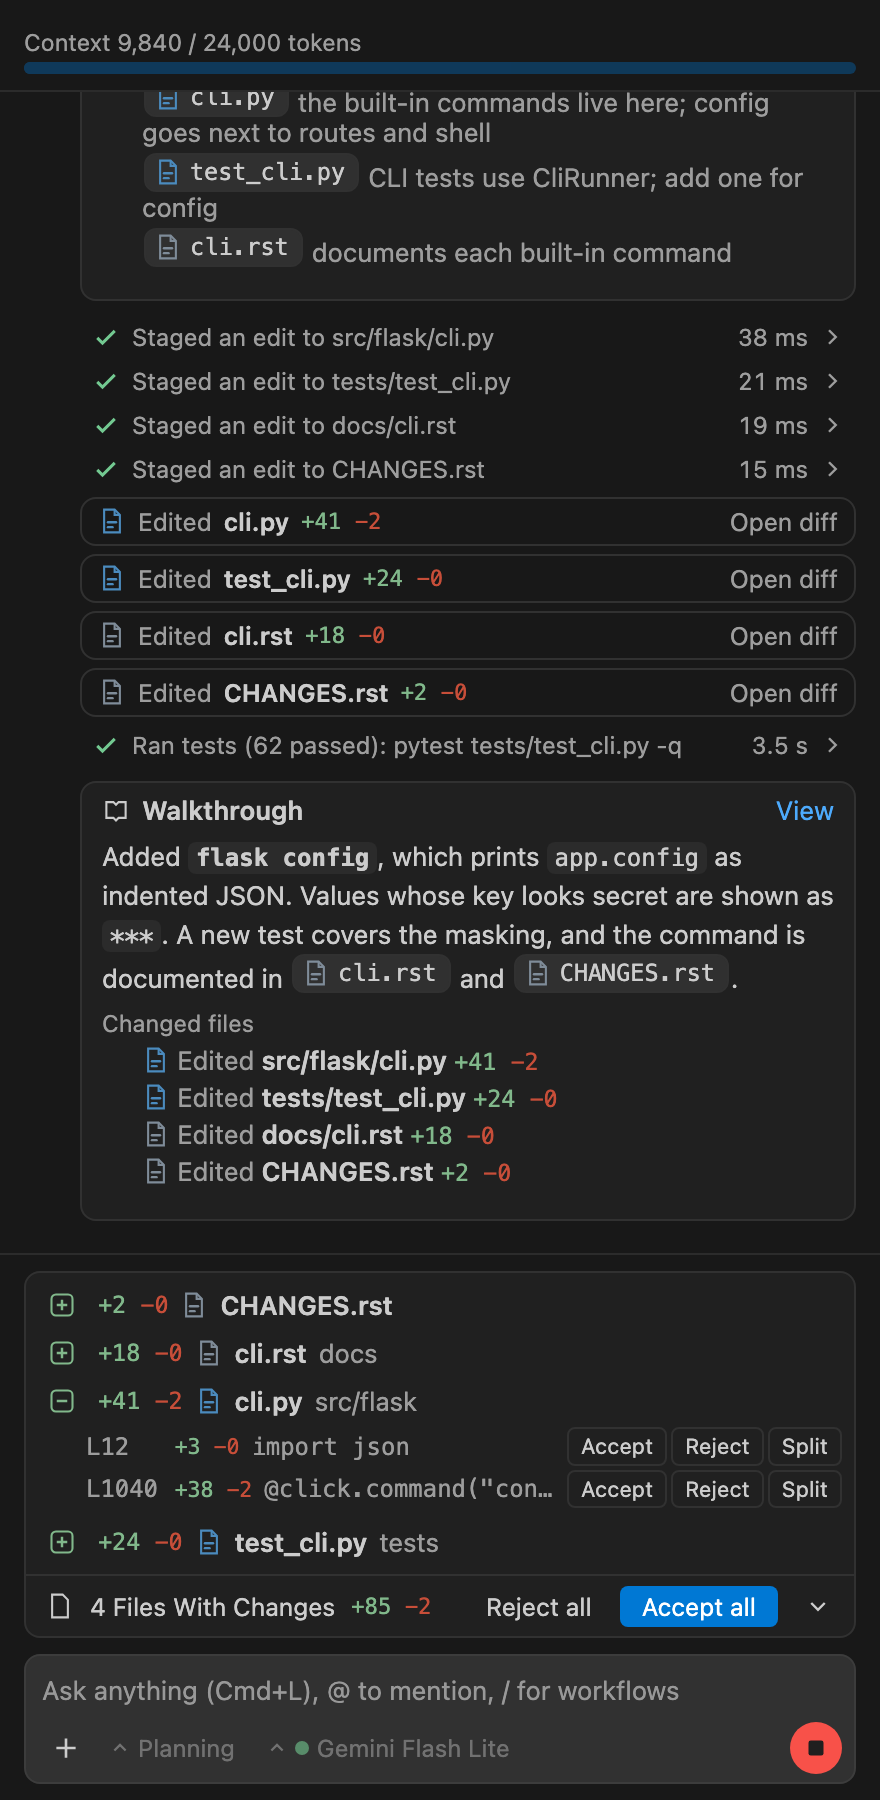 Context 9,840 / 24,000 tokens
cli.py the built-in commands live here; config
goes next to routes and shell
test_cli.py CLI tests use CliRunner; add one for
config
cli.rst documents each built-in command
Staged an edit to src/flask/cli.py 38 ms
Staged an edit to tests/test_cli.py 21 ms
Staged an edit to docs/cli.rst 19 ms
Staged an edit to CHANGES.rst 15 ms
Edited cli.py +41 −2 Open diff
Edited test_cli.py +24 −0 Open diff
Edited cli.rst +18 −0 Open diff
Edited CHANGES.rst +2 −0 Open diff
Ran tests (62 passed): pytest tests/test_cli.py -q 3.5 s
Walkthrough View
Added flask config, which prints app.config as
indented JSON. Values whose key looks secret are shown as
***. A new test covers the masking, and the command is
documented in cli.rst and CHANGES.rst.
Changed files
Edited src/flask/cli.py +41 −2
Edited tests/test_cli.py +24 −0
Edited docs/cli.rst +18 −0
Edited CHANGES.rst +2 −0
+2 −0 CHANGES.rst
+18 −0 cli.rst docs
+41 −2 cli.py src/flask
L12 +3 −0 import json Accept Reject Split
L1040 +38 −2 @click.command("con… Accept Reject Split
+24 −0 test_cli.py tests
4 Files With Changes +85 −2 Reject all Accept all
Ask anything (Cmd+L), @ to mention, / for workflows
Planning Gemini Flash Lite